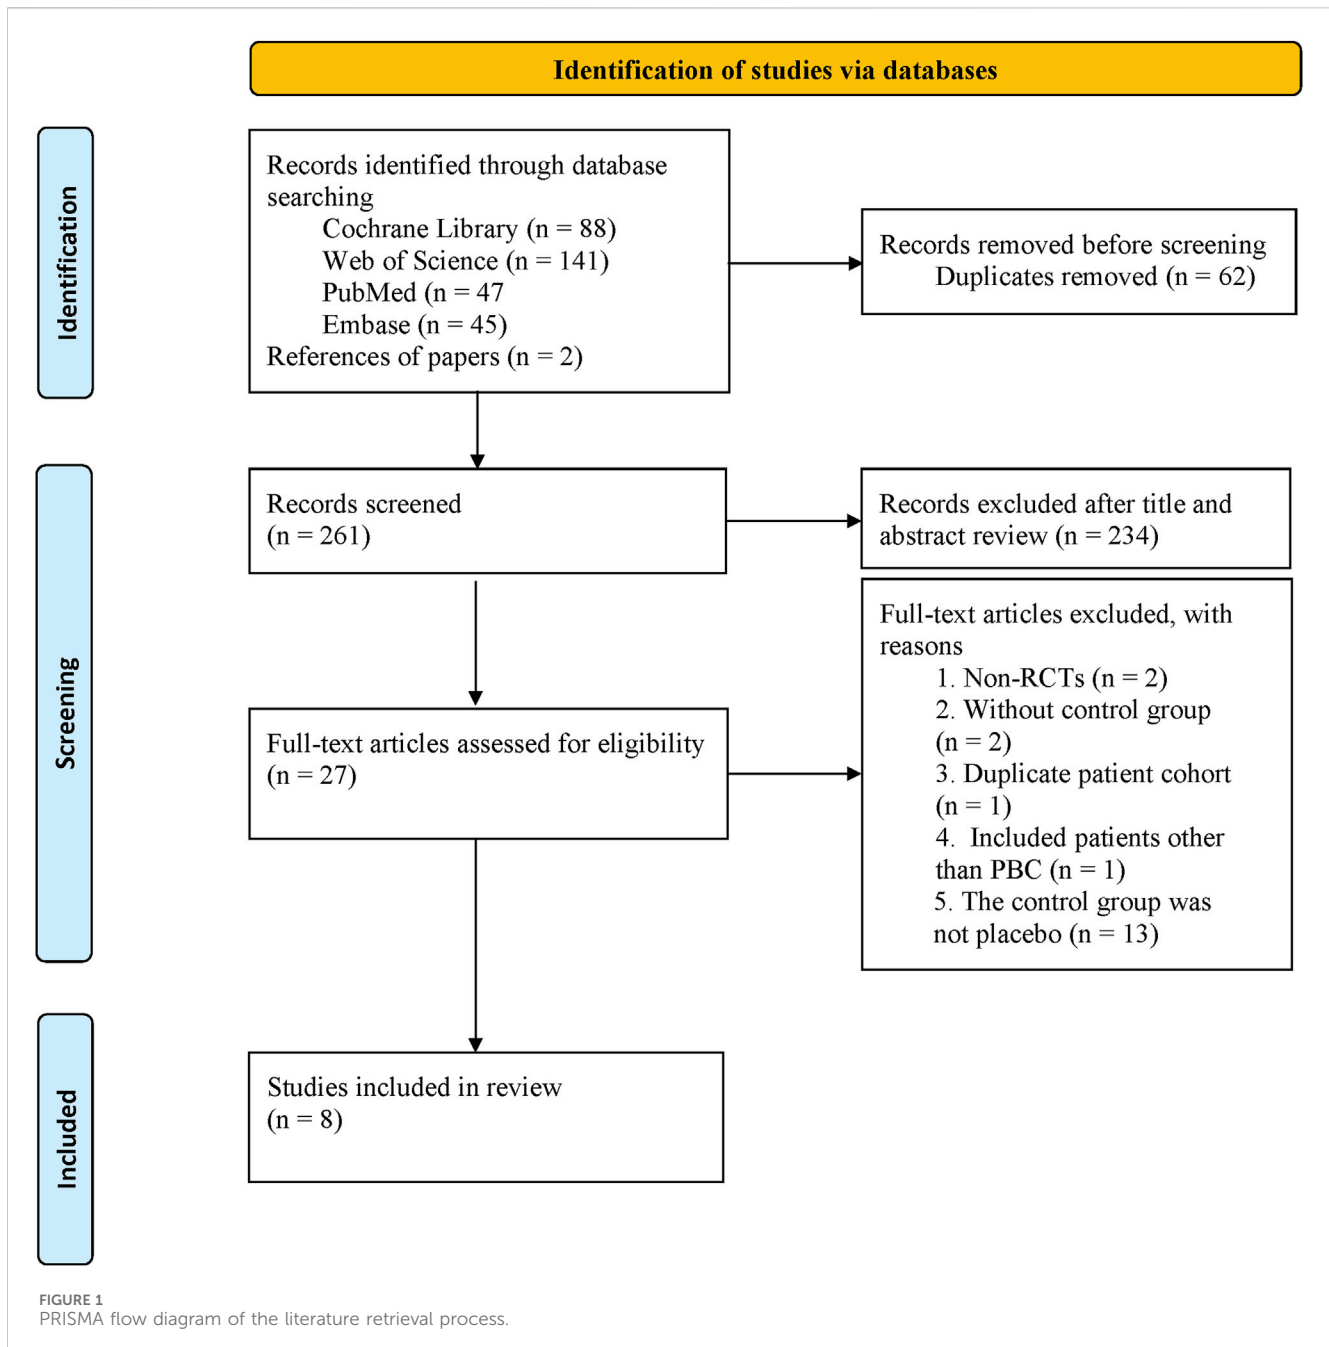 Identification of studies via databases
Identification
Records identified through database
searching
Cochrane Library (n = 88)
Web of Science (n = 141)
PubMed (n = 47
Embase (n = 45)
References of papers (n = 2)
Records removed before screening
Duplicates removed (n = 62)
Screening
Records screened
(n = 261)
Records excluded after title and
abstract review (n = 234)
Full-text articles assessed for eligibility
(n = 27)
Full-text articles excluded, with
reasons
1. Non-RCTs (n = 2)
2. Without control group
(n = 2)
3. Duplicate patient cohort
(n = 1)
4. Included patients other
than PBC (n = 1)
5. The control group was
not placebo (n = 13)
Included
Studies included in review
(n = 8)
FIGURE 1
PRISMA flow diagram of the literature retrieval process.